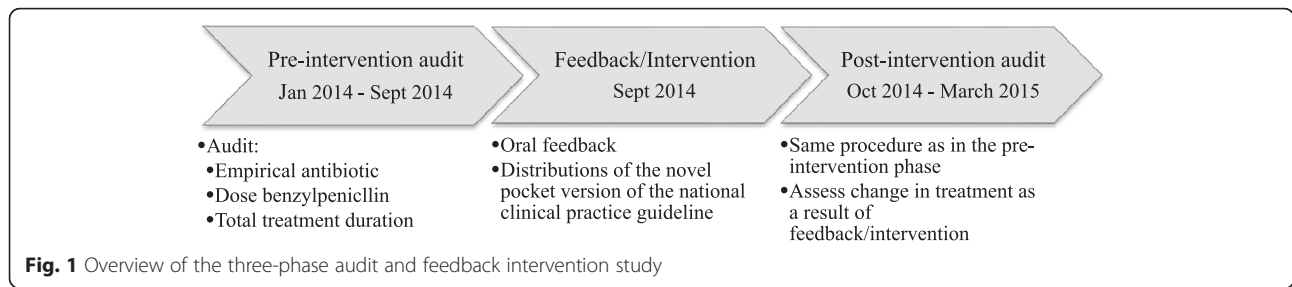 Pre-intervention audit
Jan 2014 - Sept 2014
Feedback/Intervention
Sept 2014
Post-intervention audit
Oct 2014 - March 2015
•Audit:
•Empirical antibiotic
•Dose benzylpenicllin
•Total treatment duration
•Oral feedback
•Distributions of the novel
pocket version of the national
clinical practice guideline
•Same procedure as in the pre-
intervention phase
•Assess change in treatment as
a result of
feedback/intervention
Fig. 1 Overview of the three-phase audit and feedback intervention study